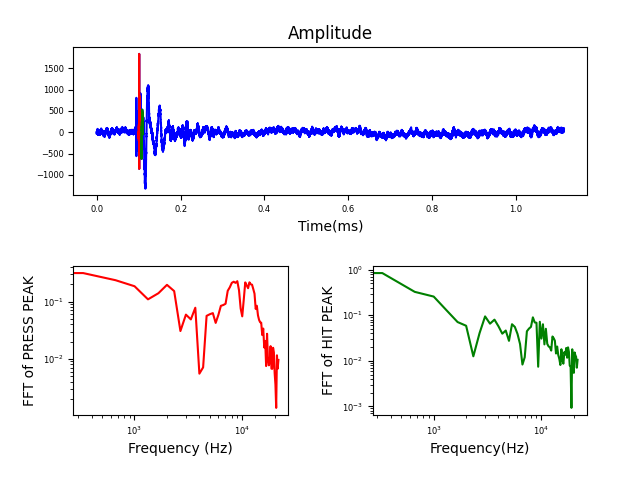 Amplitude
1500
1000
500
0
−500
−1000
0.0 0.2 0.4 0.6 0.8 1.0
Time(ms)
FFT of PRESS PEAK
10⁻¹
10⁻²
10³ 10⁴
Frequency (Hz)
FFT of HIT PEAK
10⁰
10⁻¹
10⁻²
10⁻³
10³ 10⁴
Frequency(Hz)